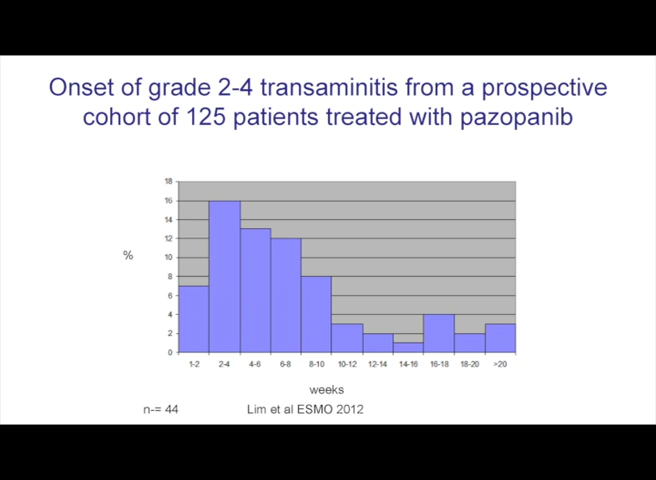 Onset of grade 2-4 transaminitis from a prospective
cohort of 125 patients treated with pazopanib
18
16
14
12
%
10
8
6
4
2
0
1-2 2-4 4-6 6-8 8-10 10-12 12-14 14-16 16-18 18-20 >20
weeks
n-= 44 Lim et al ESMO 2012